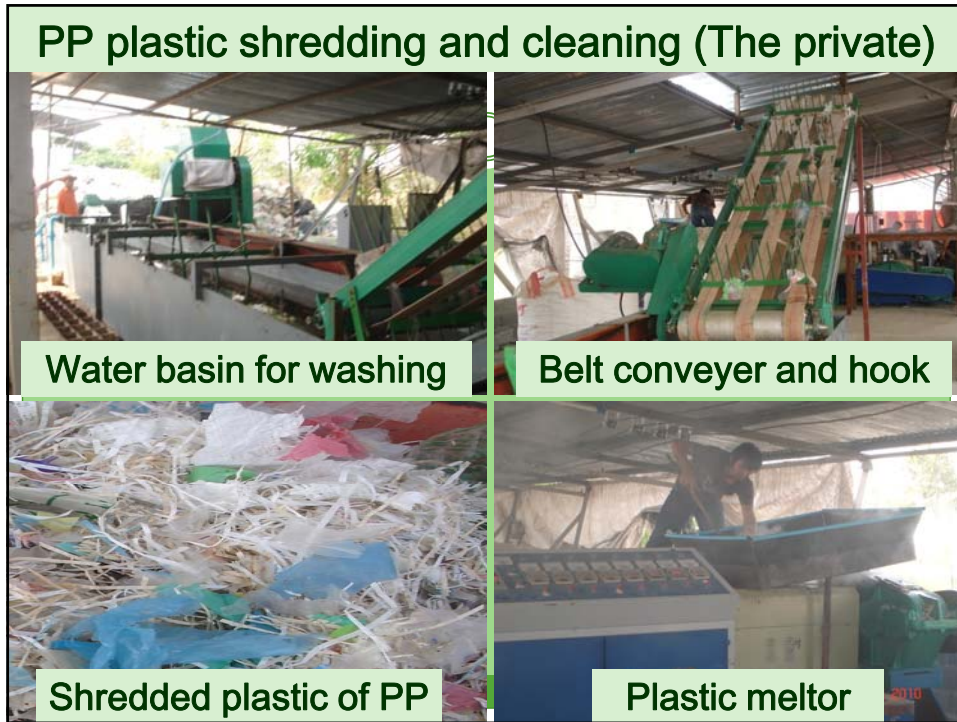 PP plastic shredding and cleaning (The private)
Water basin for washing
Belt conveyer and hook
Shredded plastic of PP
Plastic meltor
2010